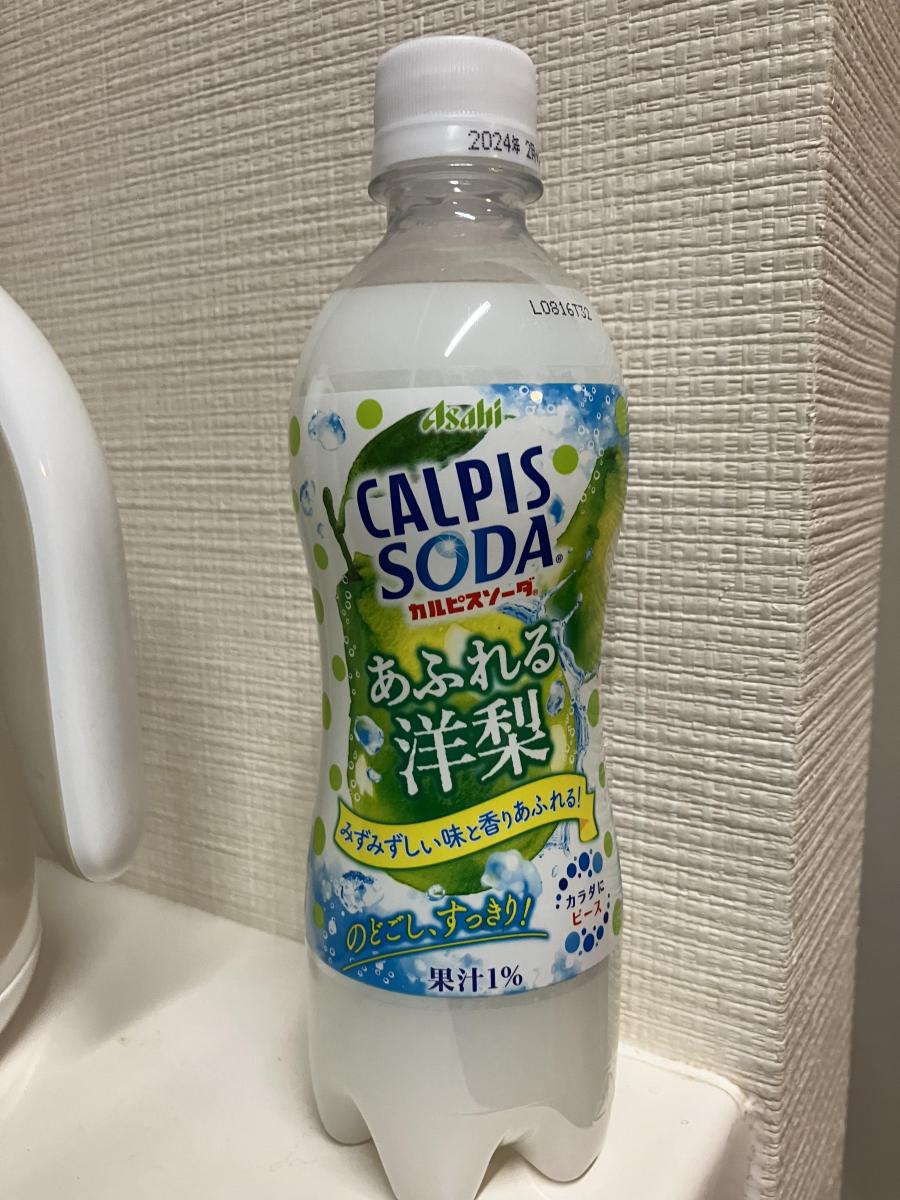 2024年 2月
L0816T32
Asahi
CALPIS
SODA®
カルピスソーダ®
あふれる
洋梨
みずみずしい味と香りあふれる!
のどごし、すっきり!
カラダに
ピース
果汁1%